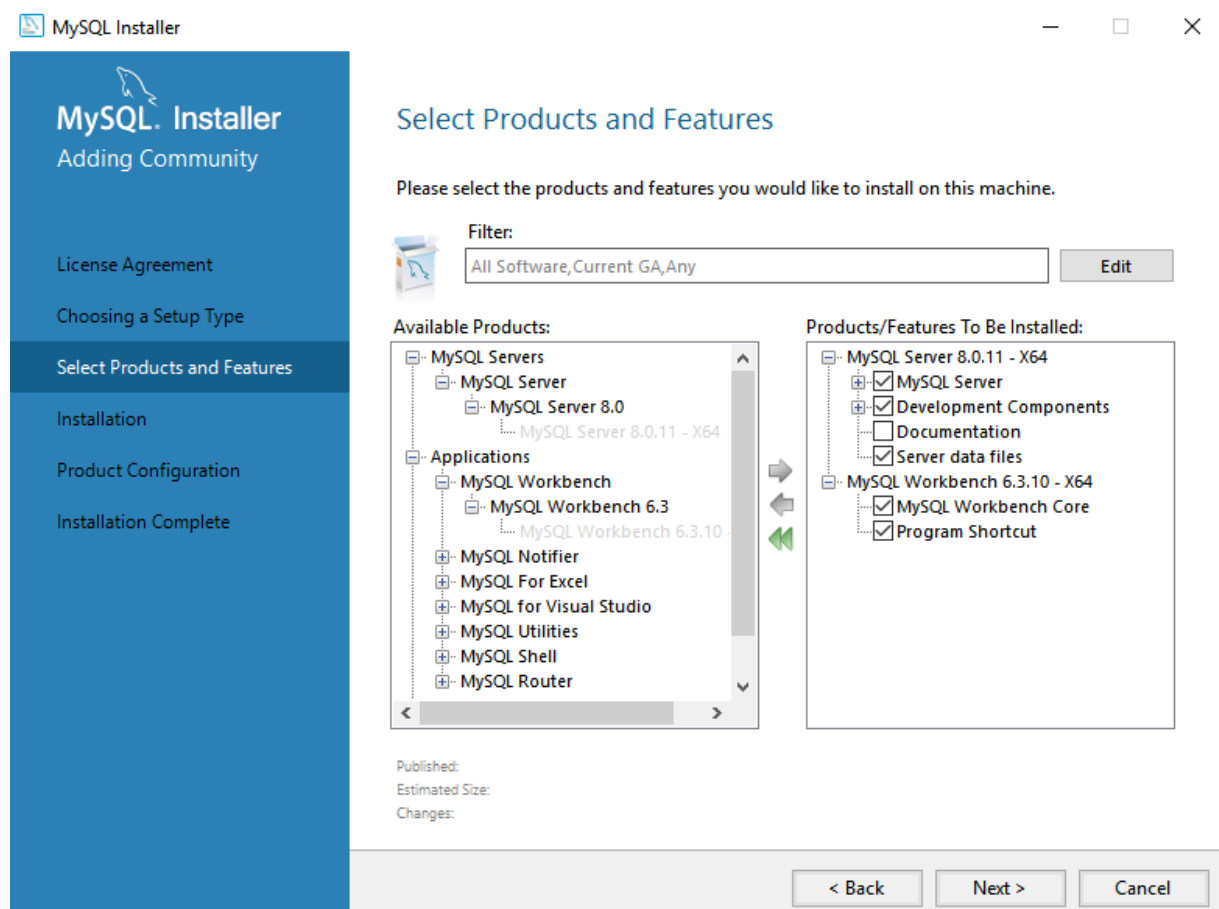 MySQL Installer
MySQL. Installer
Adding Community
License Agreement
Choosing a Setup Type
Select Products and Features
Installation
Product Configuration
Installation Complete
Select Products and Features
Please select the products and features you would like to install on this machine.
Filter:
All Software,Current GA,Any
Edit
Available Products:
MySQL Servers
MySQL Server
MySQL Server 8.0
MySQL Server 8.0.11 - X64
Applications
MySQL Workbench
MySQL Workbench 6.3
MySQL Workbench 6.3.10 -
MySQL Notifier
MySQL For Excel
MySQL for Visual Studio
MySQL Utilities
MySQL Shell
MySQL Router
Products/Features To Be Installed:
MySQL Server 8.0.11 - X64
MySQL Server
Development Components
Documentation
Server data files
MySQL Workbench 6.3.10 - X64
MySQL Workbench Core
Program Shortcut
Published:
Estimated Size:
Changes:
< Back
Next >
Cancel